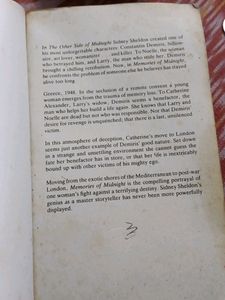 In The Other Side of Midnight Sidney Sheldon created one of
his most unforgettable characters: Constantin Demiris, billion-
aire, art lover, womanizer and killer. To Noelle, the woman
who betrayed him, and Larry, the man who stole her, Demiris
brought a chilling retribution. Now, in Memories of Midnight,
he confronts the problem of someone else he believes has stayed
alive too long.
Greece, 1948. In the seclusion of a remote convent a young
woman emerges from the trauma of memory loss. To Catherine
Alexander, Larry's widow, Demiris seems a benefactor, the
man who helps her build a life again. She knows that Larry and
Noelle are dead but not who was responsible. Nor that Demiris'
desire for revenge is unquenched; that there is a last, unsilenced
victim.
In this atmosphere of deception, Catherine's move to London
seems just another example of Demiris' good nature. Set down
in a strange and unsettling environment she cannot guess the
fate her benefactor has in store, or that her life is inextricably
bound up with other victims of his mighty ego.
Moving from the exotic shores of the Mediterranean to post-war
London, Memories of Midnight is the compelling portrayal of
one woman's fight against a terrifying destiny. Sidney Sheldon's
genius as a master storyteller has never been more powerfully
displayed.